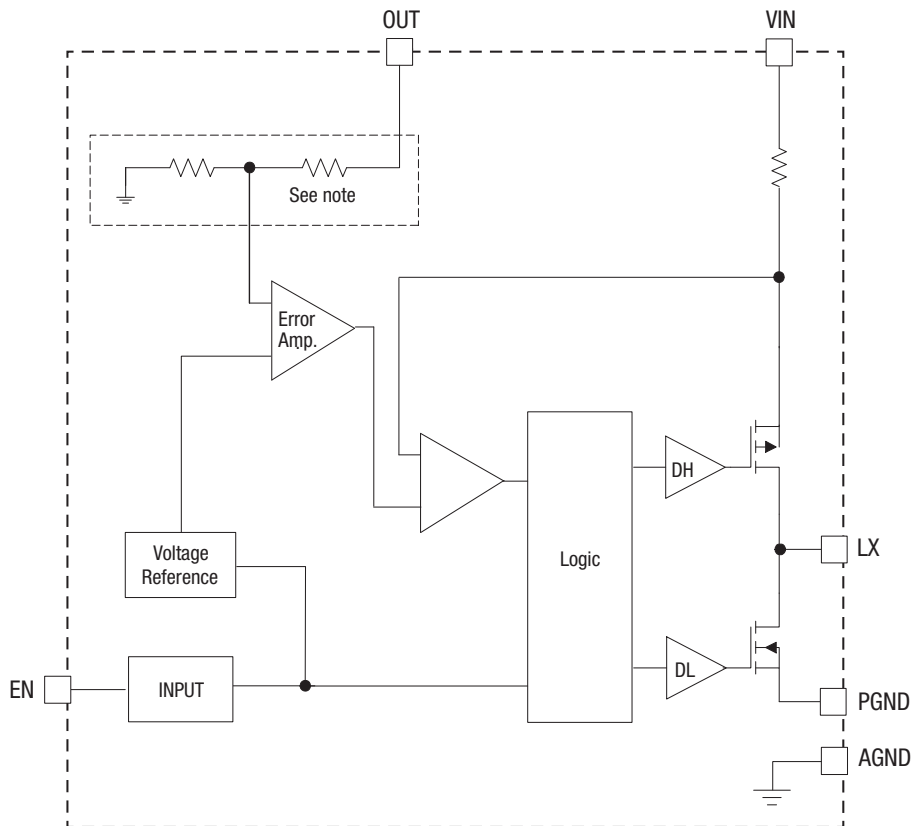 OUT
VIN
See note
Error
Amp.
DH
Voltage
Reference
Logic
LX
EN
INPUT
DL
PGND
AGND